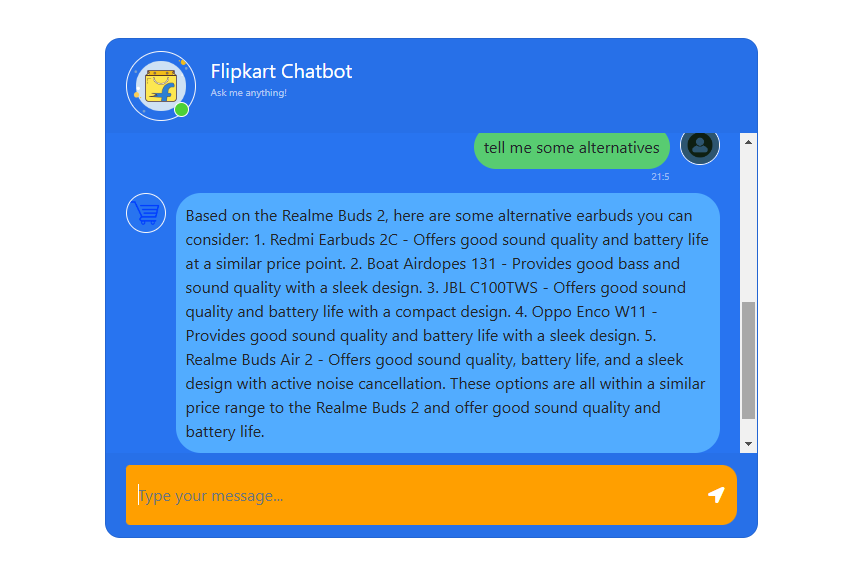 Flipkart Chatbot
Ask me anything!
tell me some alternatives
21:5
Based on the Realme Buds 2, here are some alternative earbuds you can
consider: 1. Redmi Earbuds 2C - Offers good sound quality and battery life
at a similar price point. 2. Boat Airdopes 131 - Provides good bass and
sound quality with a sleek design. 3. JBL C100TWS - Offers good sound
quality and battery life with a compact design. 4. Oppo Enco W11 -
Provides good sound quality and battery life with a sleek design. 5.
Realme Buds Air 2 - Offers good sound quality, battery life, and a sleek
design with active noise cancellation. These options are all within a similar
price range to the Realme Buds 2 and offer good sound quality and
battery life.
Type your message...